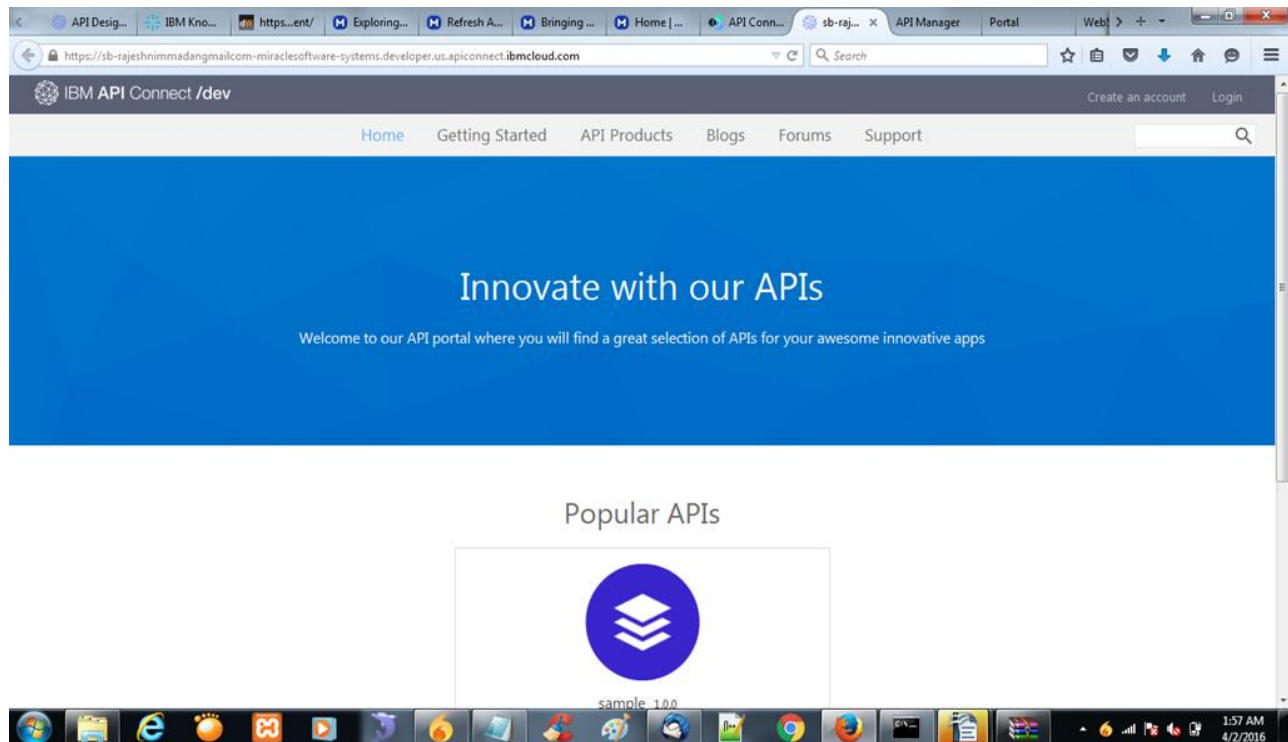 API Desig...
IBM Kno...
https...ent/
Exploring...
Refresh A...
Bringing ...
Home | ...
API Conn...
sb-raj...
API Manager
Portal
https://sb-rajeshnimmadangmailcom-miraclesoftware-systems.developer.us.apiconnect.ibmcloud.com
Search
IBM API Connect /dev
Create an account
Login
Home
Getting Started
API Products
Blogs
Forums
Support
Innovate with our APIs
Welcome to our API portal where you will find a great selection of APIs for your awesome innovative apps
Popular APIs
sample 1.0.0
1:57 AM
4/2/2016